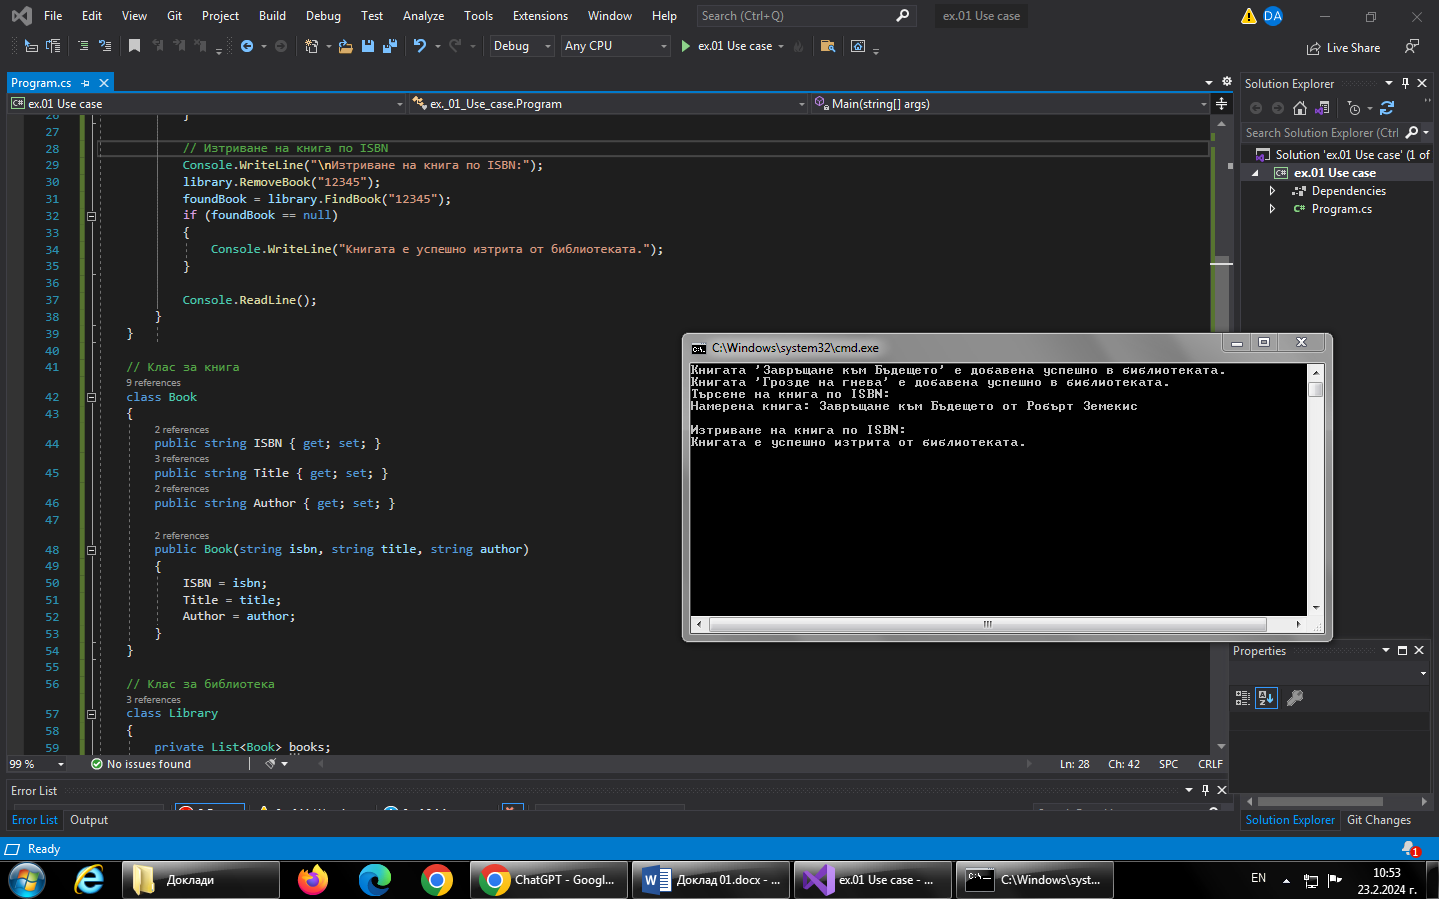 File Edit View Git Project Build Debug Test Analyze Tools Extensions Window Help Search (Ctrl+Q) ex.01 Use case DA
Debug Any CPU ex.01 Use case Live Share
Program.cs
ex.01 Use case ex._01_Use_case.Program Main(string[] args)
26 }
27
28 // Изтриване на книга по ISBN
29 Console.WriteLine("\nИзтриване на книга по ISBN:");
30 library.RemoveBook("12345");
31 foundBook = library.FindBook("12345");
32 if (foundBook == null)
33 {
34 Console.WriteLine("Книгата е успешно изтрита от библиотеката.");
35 }
36
37 Console.ReadLine();
38 }
39 }
40
41 // Клас за книга
9 references
42 class Book
43 {
2 references
44 public string ISBN { get; set; }
3 references
45 public string Title { get; set; }
2 references
46 public string Author { get; set; }
47
2 references
48 public Book(string isbn, string title, string author)
49 {
50 ISBN = isbn;
51 Title = title;
52 Author = author;
53 }
54 }
55
56 // Клас за библиотека
3 references
57 class Library
58 {
59 private List<Book> books;
99 % No issues found Ln: 28 Ch: 42 SPC CRLF
Error List
Error List Output
Solution Explorer
Search Solution Explorer (Ctrl
Solution 'ex.01 Use case' (1 of
ex.01 Use case
Dependencies
Program.cs
C:\Windows\system32\cmd.exe
Книгата 'Завръщане към Бъдещето' е добавена успешно в библиотеката.
Книгата 'Грозде на гнева' е добавена успешно в библиотеката.
Търсене на книга по ISBN:
Намерена книга: Завръщане към Бъдещето от Робърт Земекис
Изтриване на книга по ISBN:
Книгата е успешно изтрита от библиотеката.
Properties
Solution Explorer Git Changes
Ready 1
Доклади ChatGPT - Googl... Доклад 01.docx - ... ex.01 Use case - ... C:\Windows\syst... EN 10:53
23.2.2024 г.